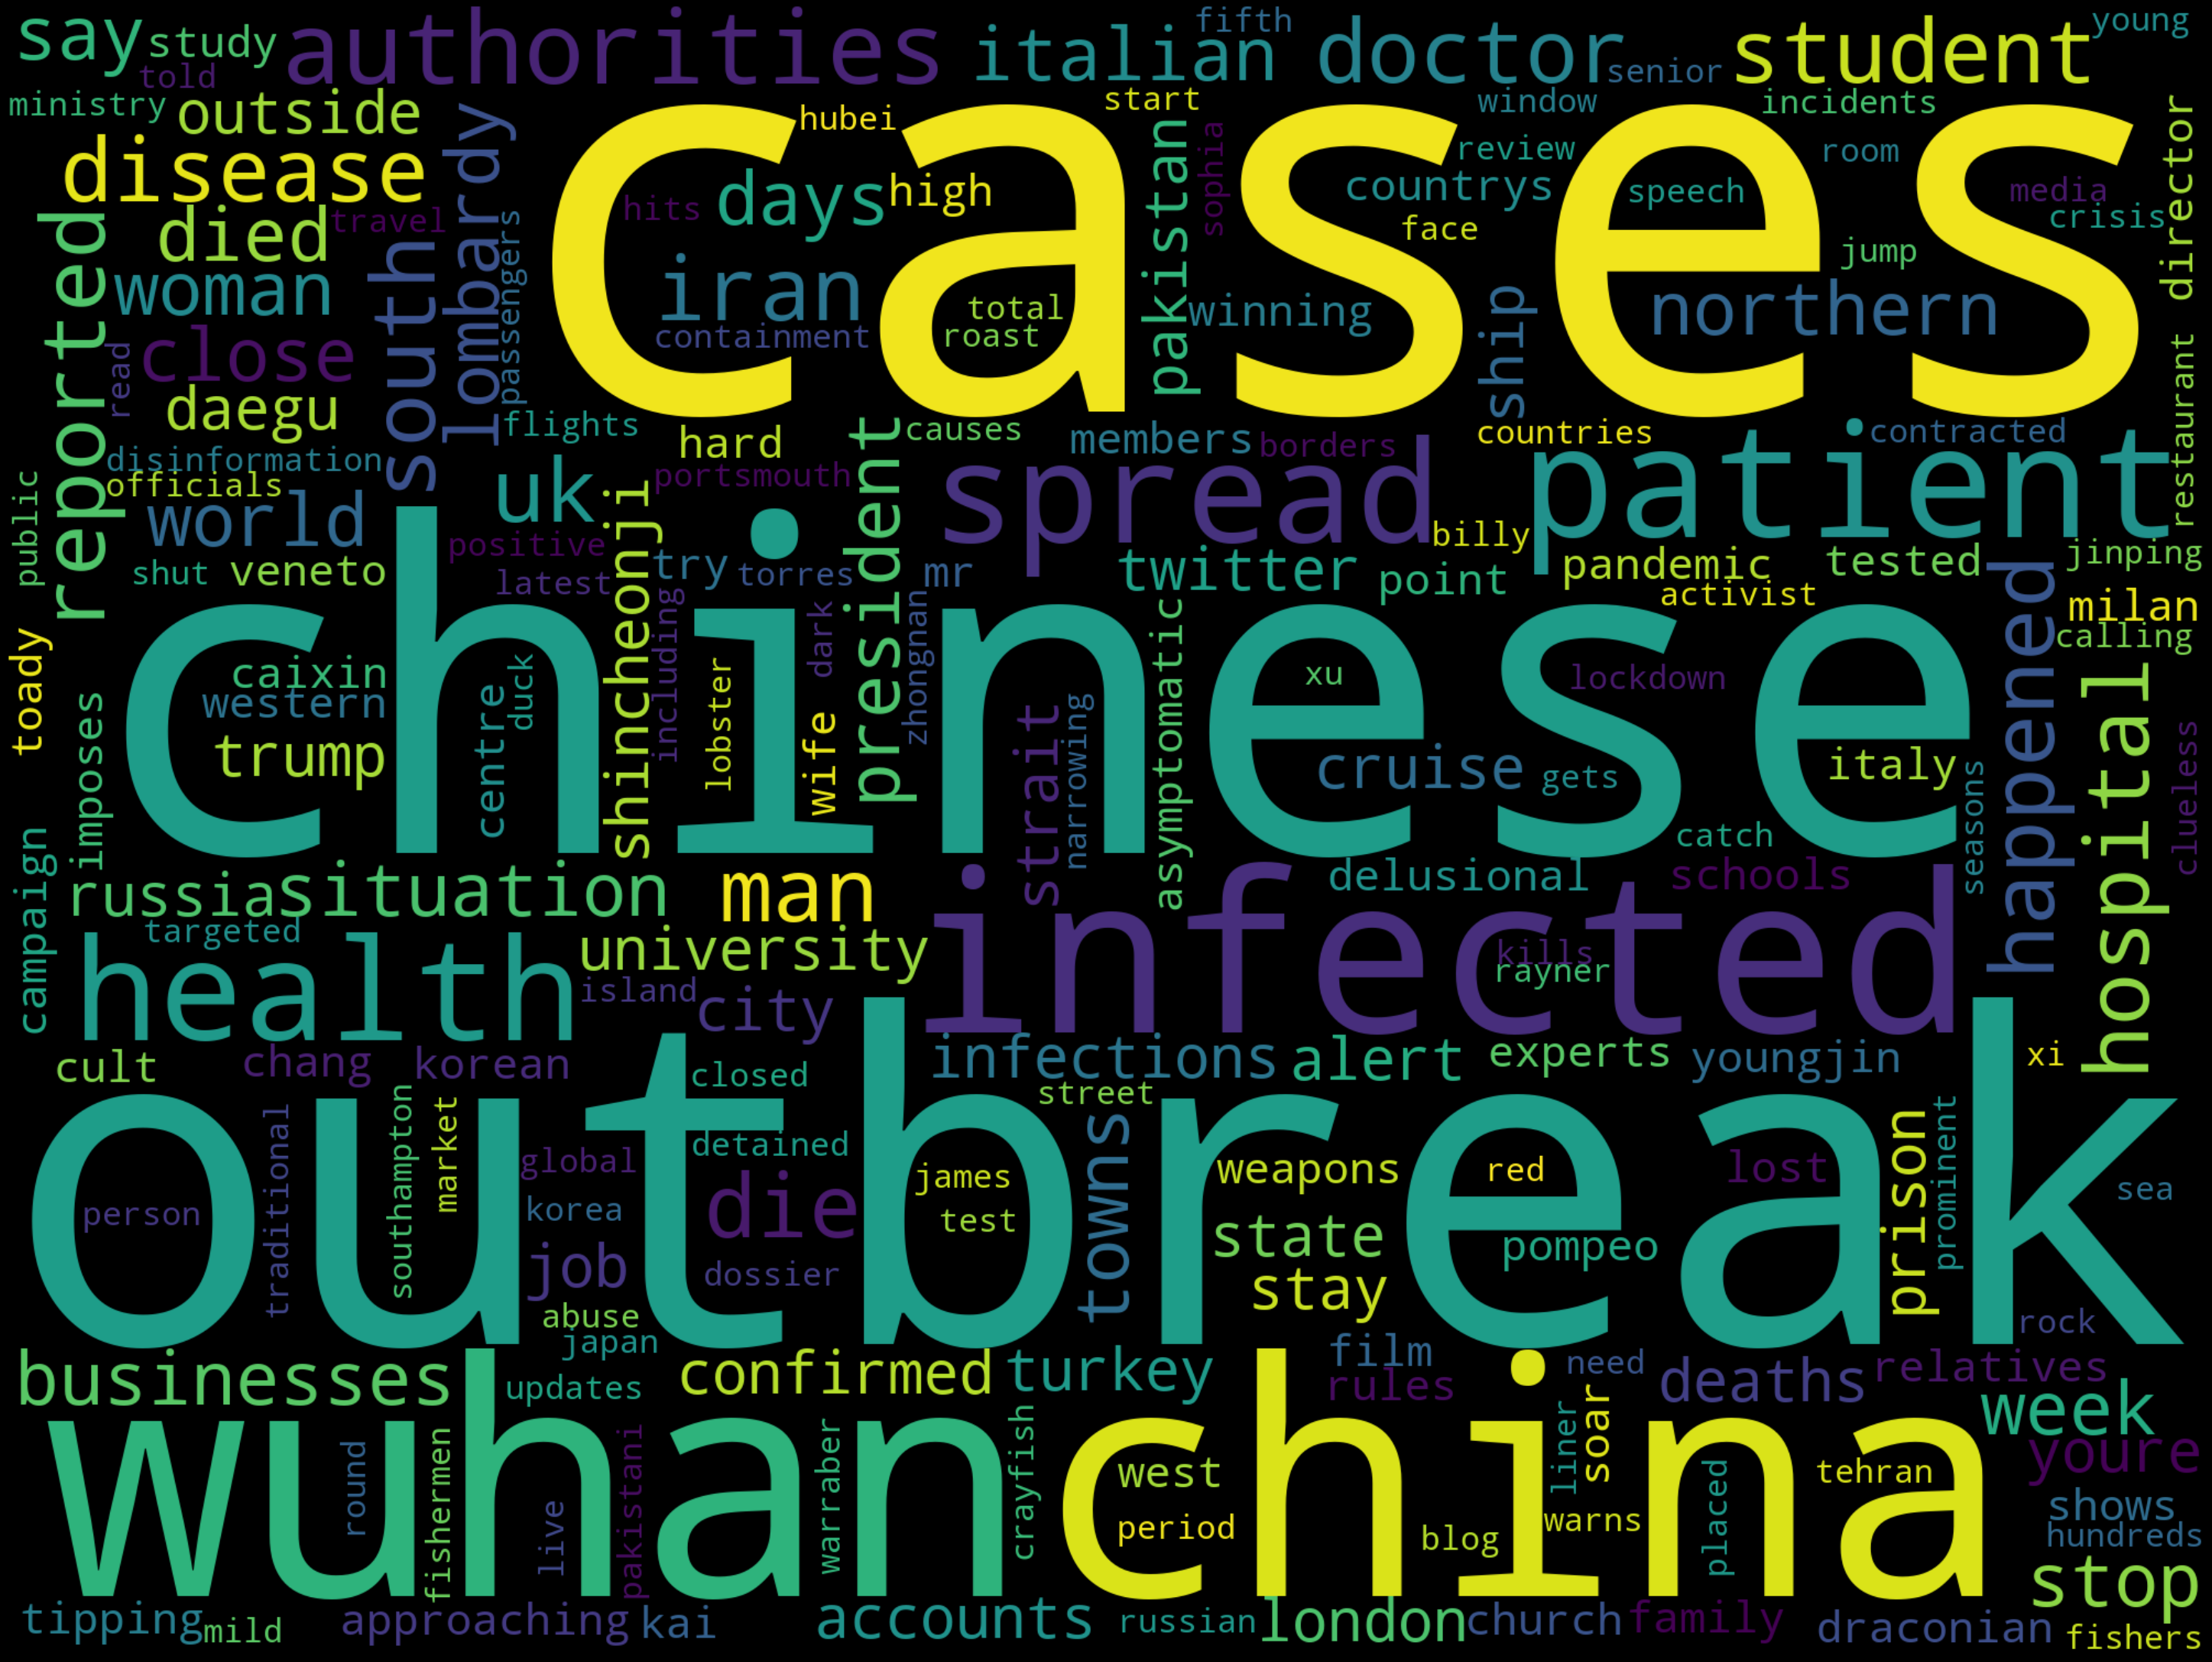 say study told authorities italian fifth doctor senior student young
ministry outside start window incidents
disease lombardy hubei cases pakistan sophia review room director
died travel hits days high countrys speech media crisis
reported woman south passengers iran face jump
close read containment total roast winning ship northern restaurant
daegu flights hard president causes members borders countries contracted
disinformation officials uk portsmouth spread patient
public world shincheonji billy
shut veneto positive latest try torres mr twitter point pandemic activist tested jinping
happened milan calling
toady caixin western chinese including dark zhongnan asymptomatic xu lockdown hospital
imposes trump centre duck lobster wife strait narrowing cruise gets italy seasons clueless
catch
campaign russia situation man delusional schools
targeted health university infected kills rayner
island city
cult chang korean closed infections alert experts youngjin xi
street
outbreak
person traditional southampton market global korea detained die james test towns weapons red lost prison prominent sea
job dossier state pompeo
abuse japan stay rock
businesses updates confirmed turkey film rules need deaths relatives week
wuhan china
round fishermen live pakistani warraber crayfish west period blog liner soar warns placed tehran youre
shows
hundreds
stop
tipping mild approaching kai accounts russian london church family draconian fishers